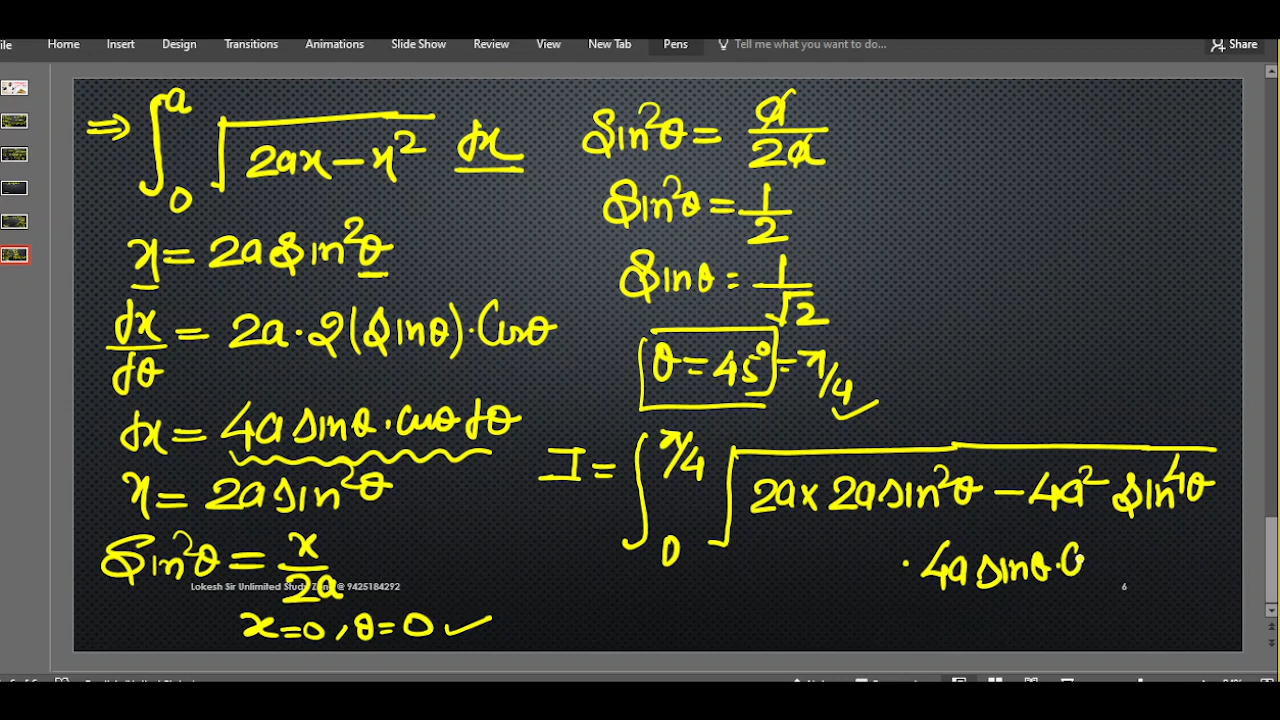 File Home Insert Design Transitions Animations Slide Show Review View New Tab Pens Tell me what you want to do... Share
⇒ ∫₀ᵃ √(2ax − x²) dx
x = 2a Sin²θ
dx/dθ = 2a · 2(Sinθ) · Cosθ
dx = 4a sinθ · cosθ dθ
x = 2a sin²θ
Sin²θ = x/2a
x=0, θ=0 ✓
Sin²θ = a/2a
Sin²θ = 1/2
Sinθ = 1/√2
θ = 45° = π/4 ✓
I = ∫₀^(π/4) √(2a x 2a sin²θ − 4a² Sin⁴θ)
· 4a sinθ · C
Lokesh Sir Unlimited Study Zone @ 9425184292
6